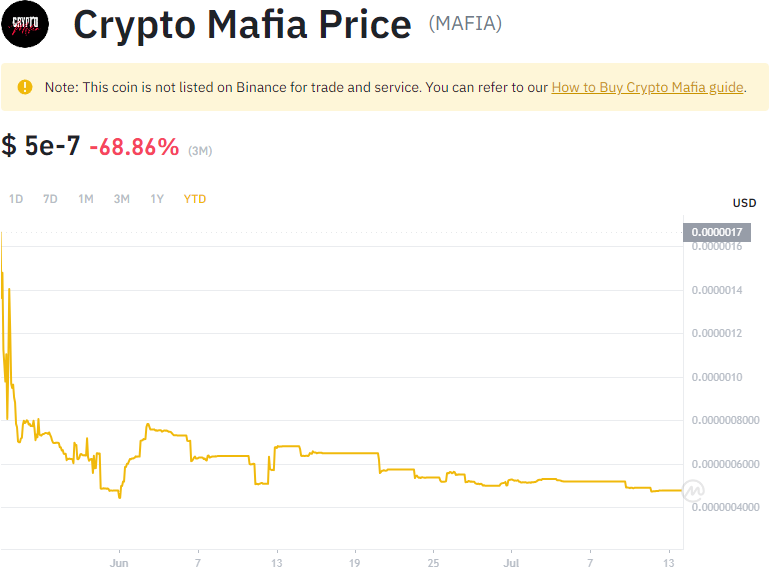 CRYPTO
Mafia
Crypto Mafia Price (MAFIA)
Note: This coin is not listed on Binance for trade and service. You can refer to our How to Buy Crypto Mafia guide.
$ 5e-7 -68.86% (3M)
1D 7D 1M 3M 1Y YTD
USD
0.0000017
0.0000016
0.0000014
0.0000012
0.0000010
0.0000008000
0.0000006000
0.0000004000
Jun 7 13 19 25 Jul 7 13